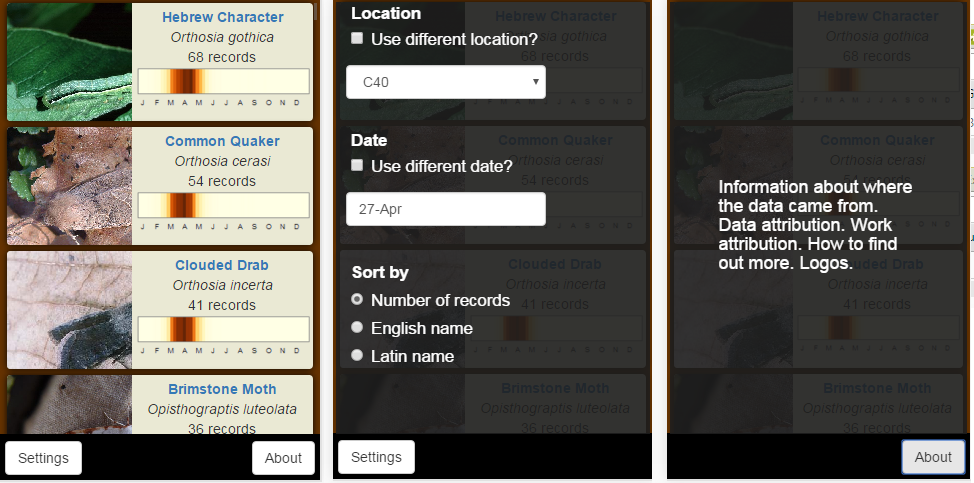 Hebrew Character
Orthosia gothica
68 records
J F M A M J J A S O N D
Common Quaker
Orthosia cerasi
54 records
J F M A M J J A S O N D
Clouded Drab
Orthosia incerta
41 records
J F M A M J J A S O N D
Brimstone Moth
Opisthograptis luteolata
36 records
Settings
About
Location
Use different location?
C40
Date
Use different date?
27-Apr
Sort by
Number of records
English name
Latin name
Hebrew Character
Orthosia gothica
68 records
J F M A M J J A S O N D
Common Quaker
Orthosia cerasi
54 records
J F M A M J J A S O N D
Clouded Drab
Orthosia incerta
41 records
J F M A M J J A S O N D
Brimstone Moth
Opisthograptis luteolata
36 records
Settings
Hebrew Character
Orthosia gothica
68 records
J F M A M J J A S O N D
Common Quaker
Orthosia cerasi
54 records
Information about where
the data came from.
Data attribution. Work
attribution. How to find
out more. Logos.
Clouded Drab
Orthosia incerta
41 records
J F M A M J J A S O N D
Brimstone Moth
Opisthograptis luteolata
36 records
About